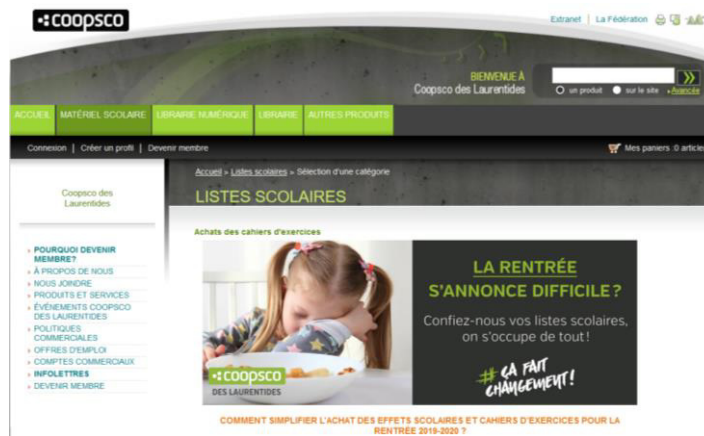 coopsco
Extranet | La Fédération
BIENVENUE À
Coopsco des Laurentides
un produit sur le site Avancée
ACCUEIL MATÉRIEL SCOLAIRE LIBRAIRIE NUMÉRIQUE LIBRAIRIE AUTRES PRODUITS
Connexion | Créer un profil | Devenir membre
Mes paniers :0 article
Accueil » Listes scolaires » Sélection d'une catégorie
LISTES SCOLAIRES
Coopsco des
Laurentides
POURQUOI DEVENIR
MEMBRE?
À PROPOS DE NOUS
NOUS JOINDRE
PRODUITS ET SERVICES
ÉVÉNEMENTS COOPSCO
DES LAURENTIDES
POLITIQUES
COMMERCIALES
OFFRES D'EMPLOI
COMPTES COMMERCIAUX
INFOLETTRES
DEVENIR MEMBRE
Achats des cahiers d'exercices
LA RENTRÉE
S'ANNONCE DIFFICILE?
Confiez-nous vos listes scolaires,
on s'occupe de tout!
# ÇA FAIT
CHANGEMENT!
coopsco
DES LAURENTIDES
COMMENT SIMPLIFIER L'ACHAT DES EFFETS SCOLAIRES ET CAHIERS D'EXERCICES POUR LA
RENTRÉE 2019-2020 ?